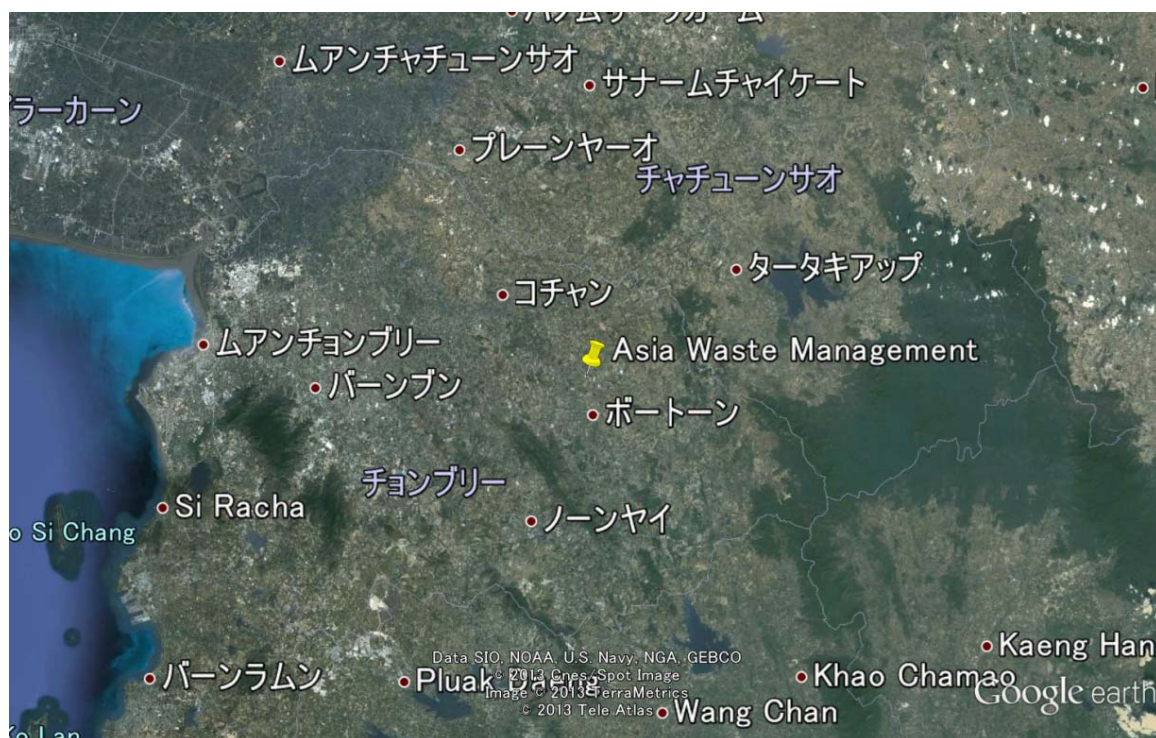 ムアンチャチューンサオ
サナームチャイケート
ラーカーン
プレーンヤーオ
チャチューンサオ
タータキアップ
コチャン
ムアンチョンブリー
Asia Waste Management
バーンブン
ボートーン
チョンブリー
Si Racha
ノーンヤイ
o Si Chang
Kaeng Han
Data SIO, NOAA, U.S. Navy, NGA, GEBCO
© 2013 Cnes/Spot Image
Image © 2013 TerraMetrics
© 2013 Tele Atlas
バーンラムン
Pluak Daeng
Khao Chamao
Google earth
Wang Chan
Ko Lan